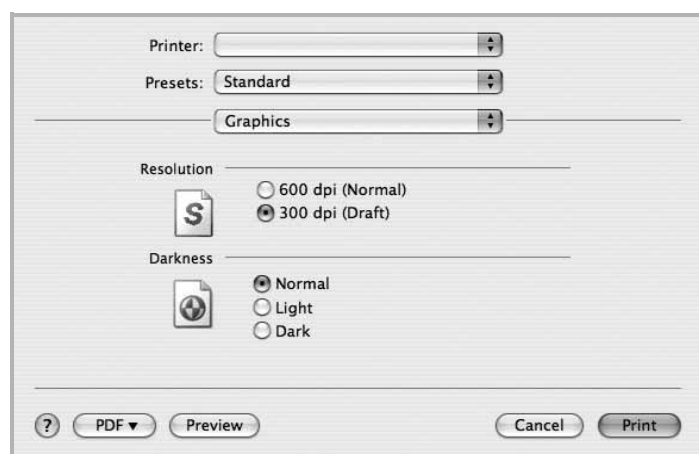 Printer:
Presets: Standard
Graphics
Resolution
600 dpi (Normal)
S
300 dpi (Draft)
Darkness
Normal
Light
Dark
? PDF ▼ Preview Cancel Print